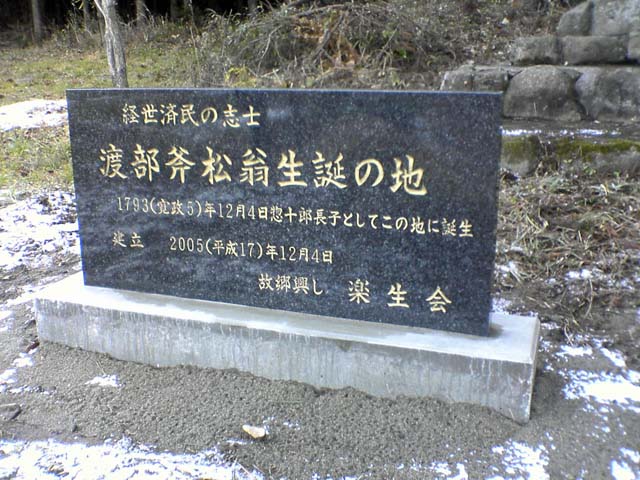 経世済民の志士
渡部斧松翁生誕の地
1793(寛政5)年12月4日惣十郎長子としてこの地に誕生
建立 2005(平成17)年12月4日
故郷興し 楽生会